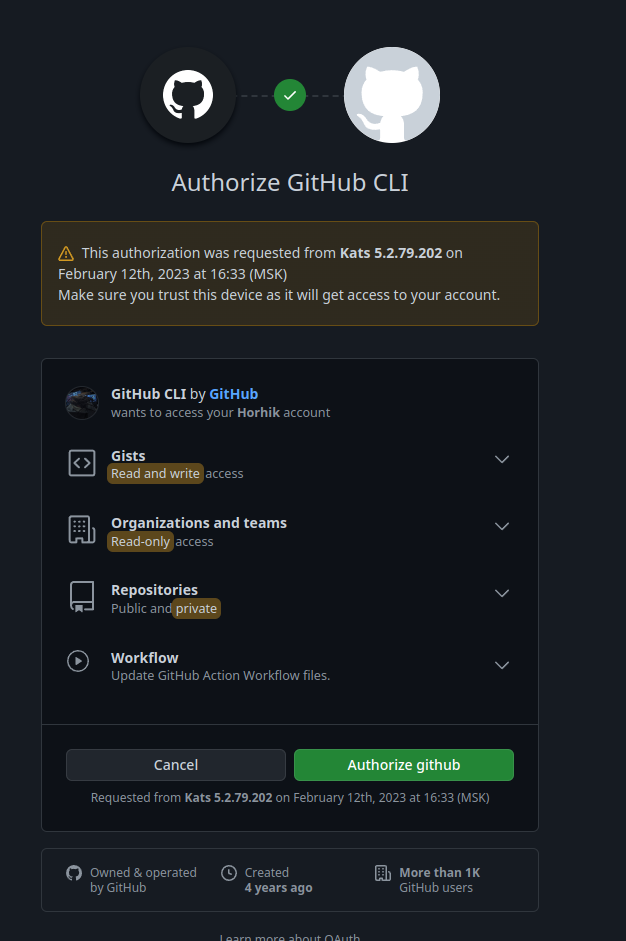 Authorize GitHub CLI
This authorization was requested from Kats 5.2.79.202 on
February 12th, 2023 at 16:33 (MSK)
Make sure you trust this device as it will get access to your account.
GitHub CLI by GitHub
wants to access your Horhik account
Gists
Read and write access
Organizations and teams
Read-only access
Repositories
Public and private
Workflow
Update GitHub Action Workflow files.
Cancel
Authorize github
Requested from Kats 5.2.79.202 on February 12th, 2023 at 16:33 (MSK)
Owned & operated
by GitHub
Created
4 years ago
More than 1K
GitHub users
Learn more about OAuth